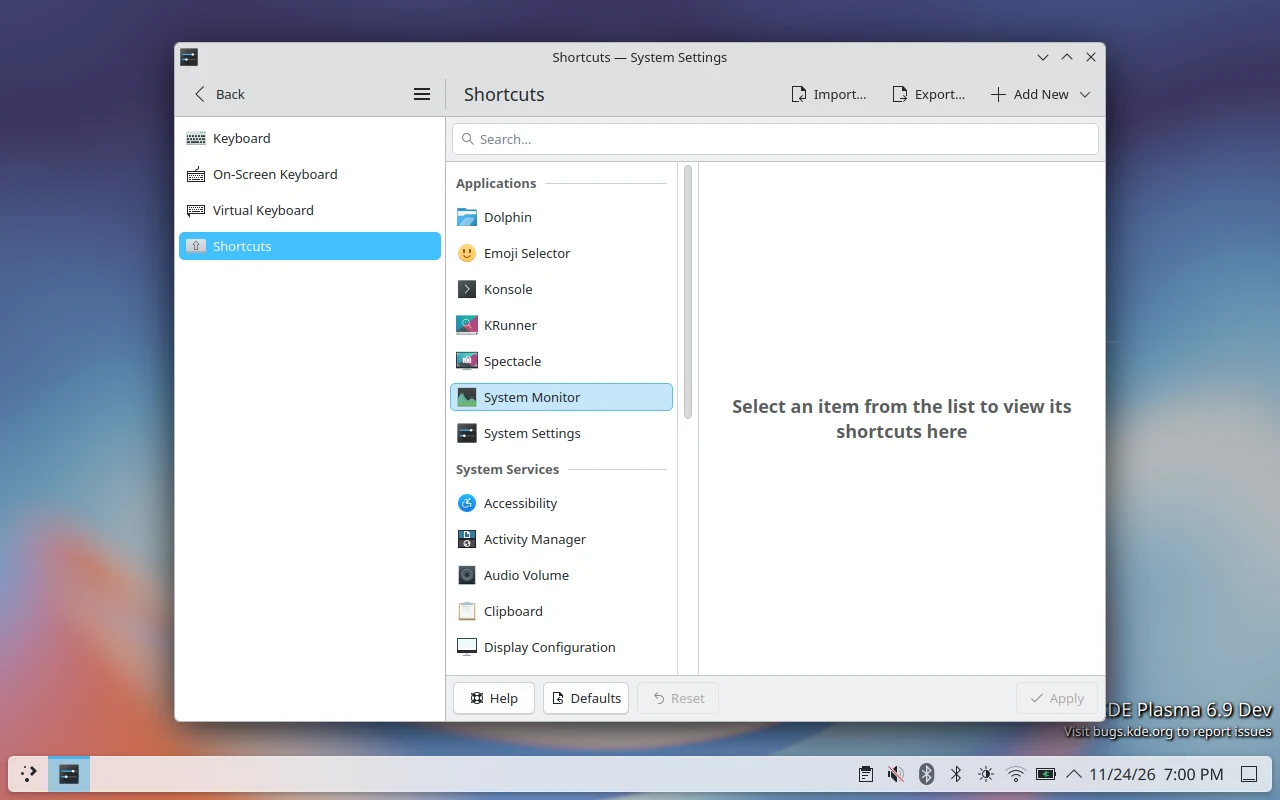 Shortcuts — System Settings
Back
Shortcuts
Import...
Export...
Add New
Keyboard
On-Screen Keyboard
Virtual Keyboard
Shortcuts
Search...
Applications
Dolphin
Emoji Selector
Konsole
KRunner
Spectacle
System Monitor
System Settings
System Services
Accessibility
Activity Manager
Audio Volume
Clipboard
Display Configuration
Select an item from the list to view its
shortcuts here
Help
Defaults
Reset
Apply
KDE Plasma 6.9 Dev
Visit bugs.kde.org to report issues
11/24/26 7:00 PM